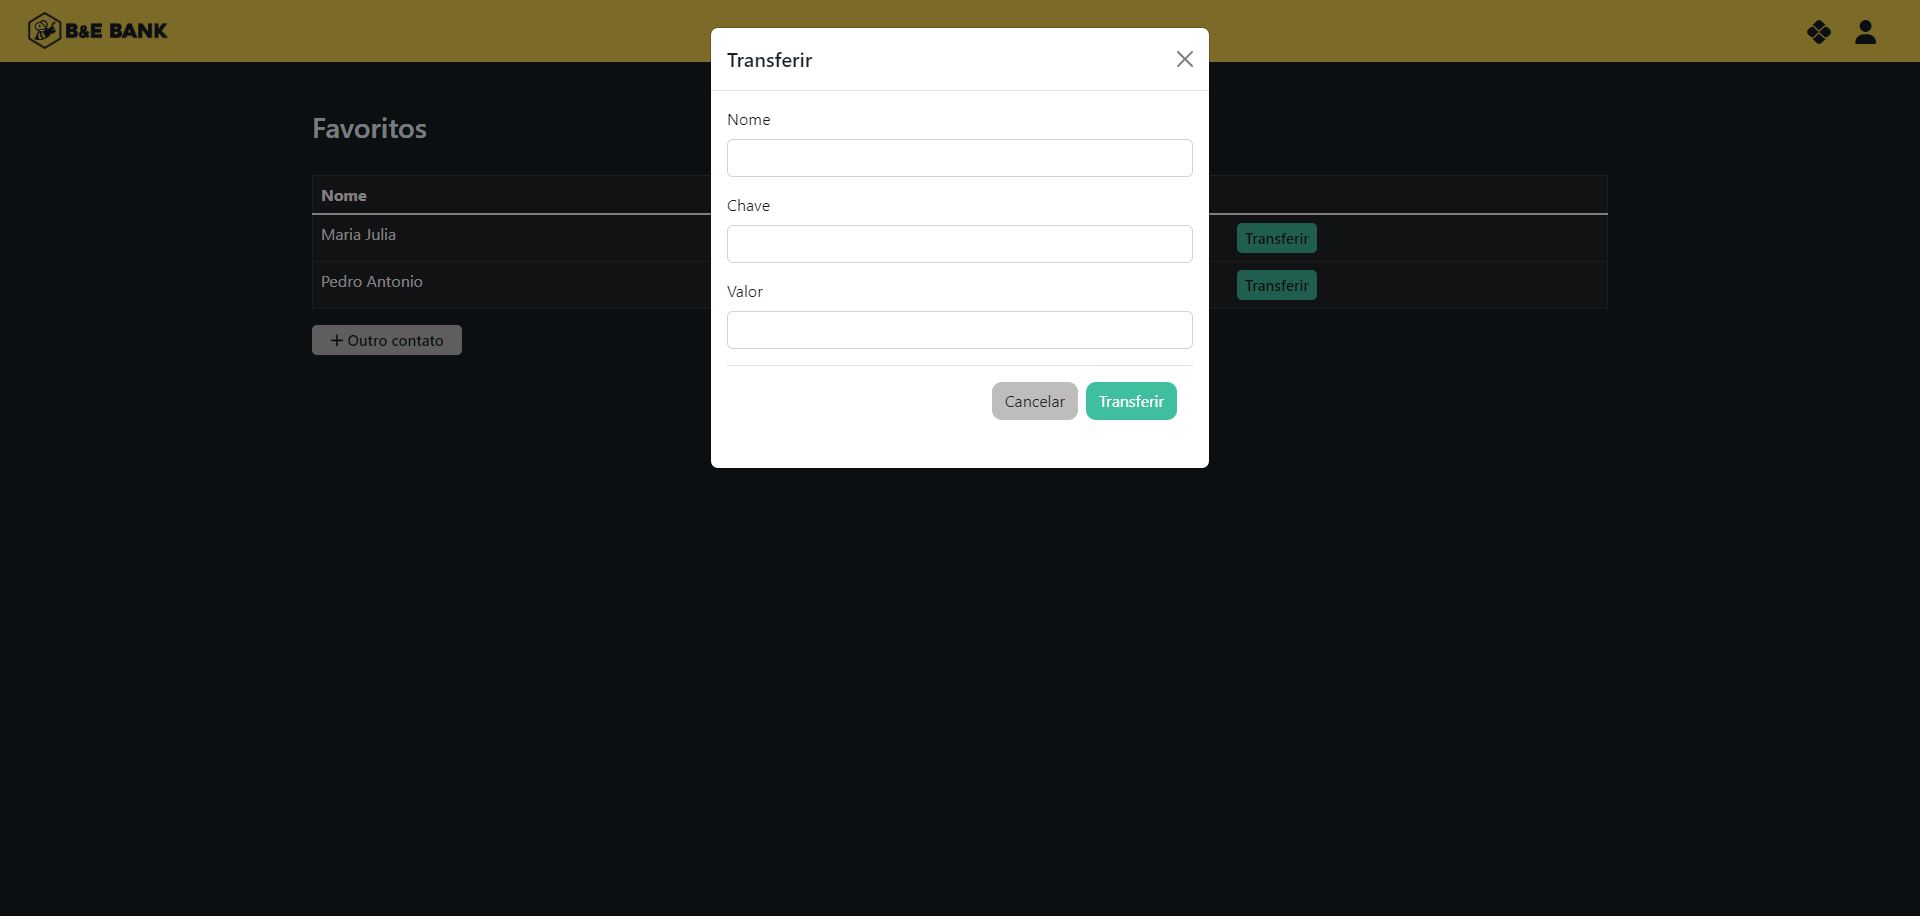 B&E BANK
Transferir
Nome
Chave
Valor
Cancelar Transferir
Favoritos
Nome
Maria Julia Transferir
Pedro Antonio Transferir
+ Outro contato